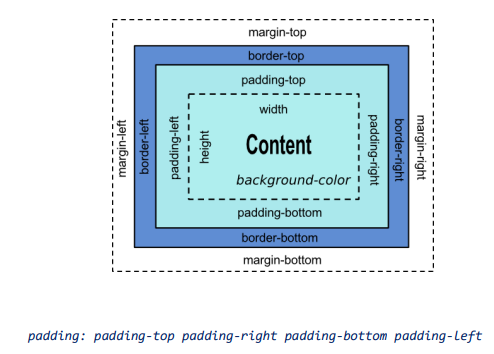 margin-top
border-top
padding-top
width
margin-left
border-left
padding-left
height
Content
padding-right
border-right
margin-right
background-color
padding-bottom
border-bottom
margin-bottom
padding: padding-top padding-right padding-bottom padding-left